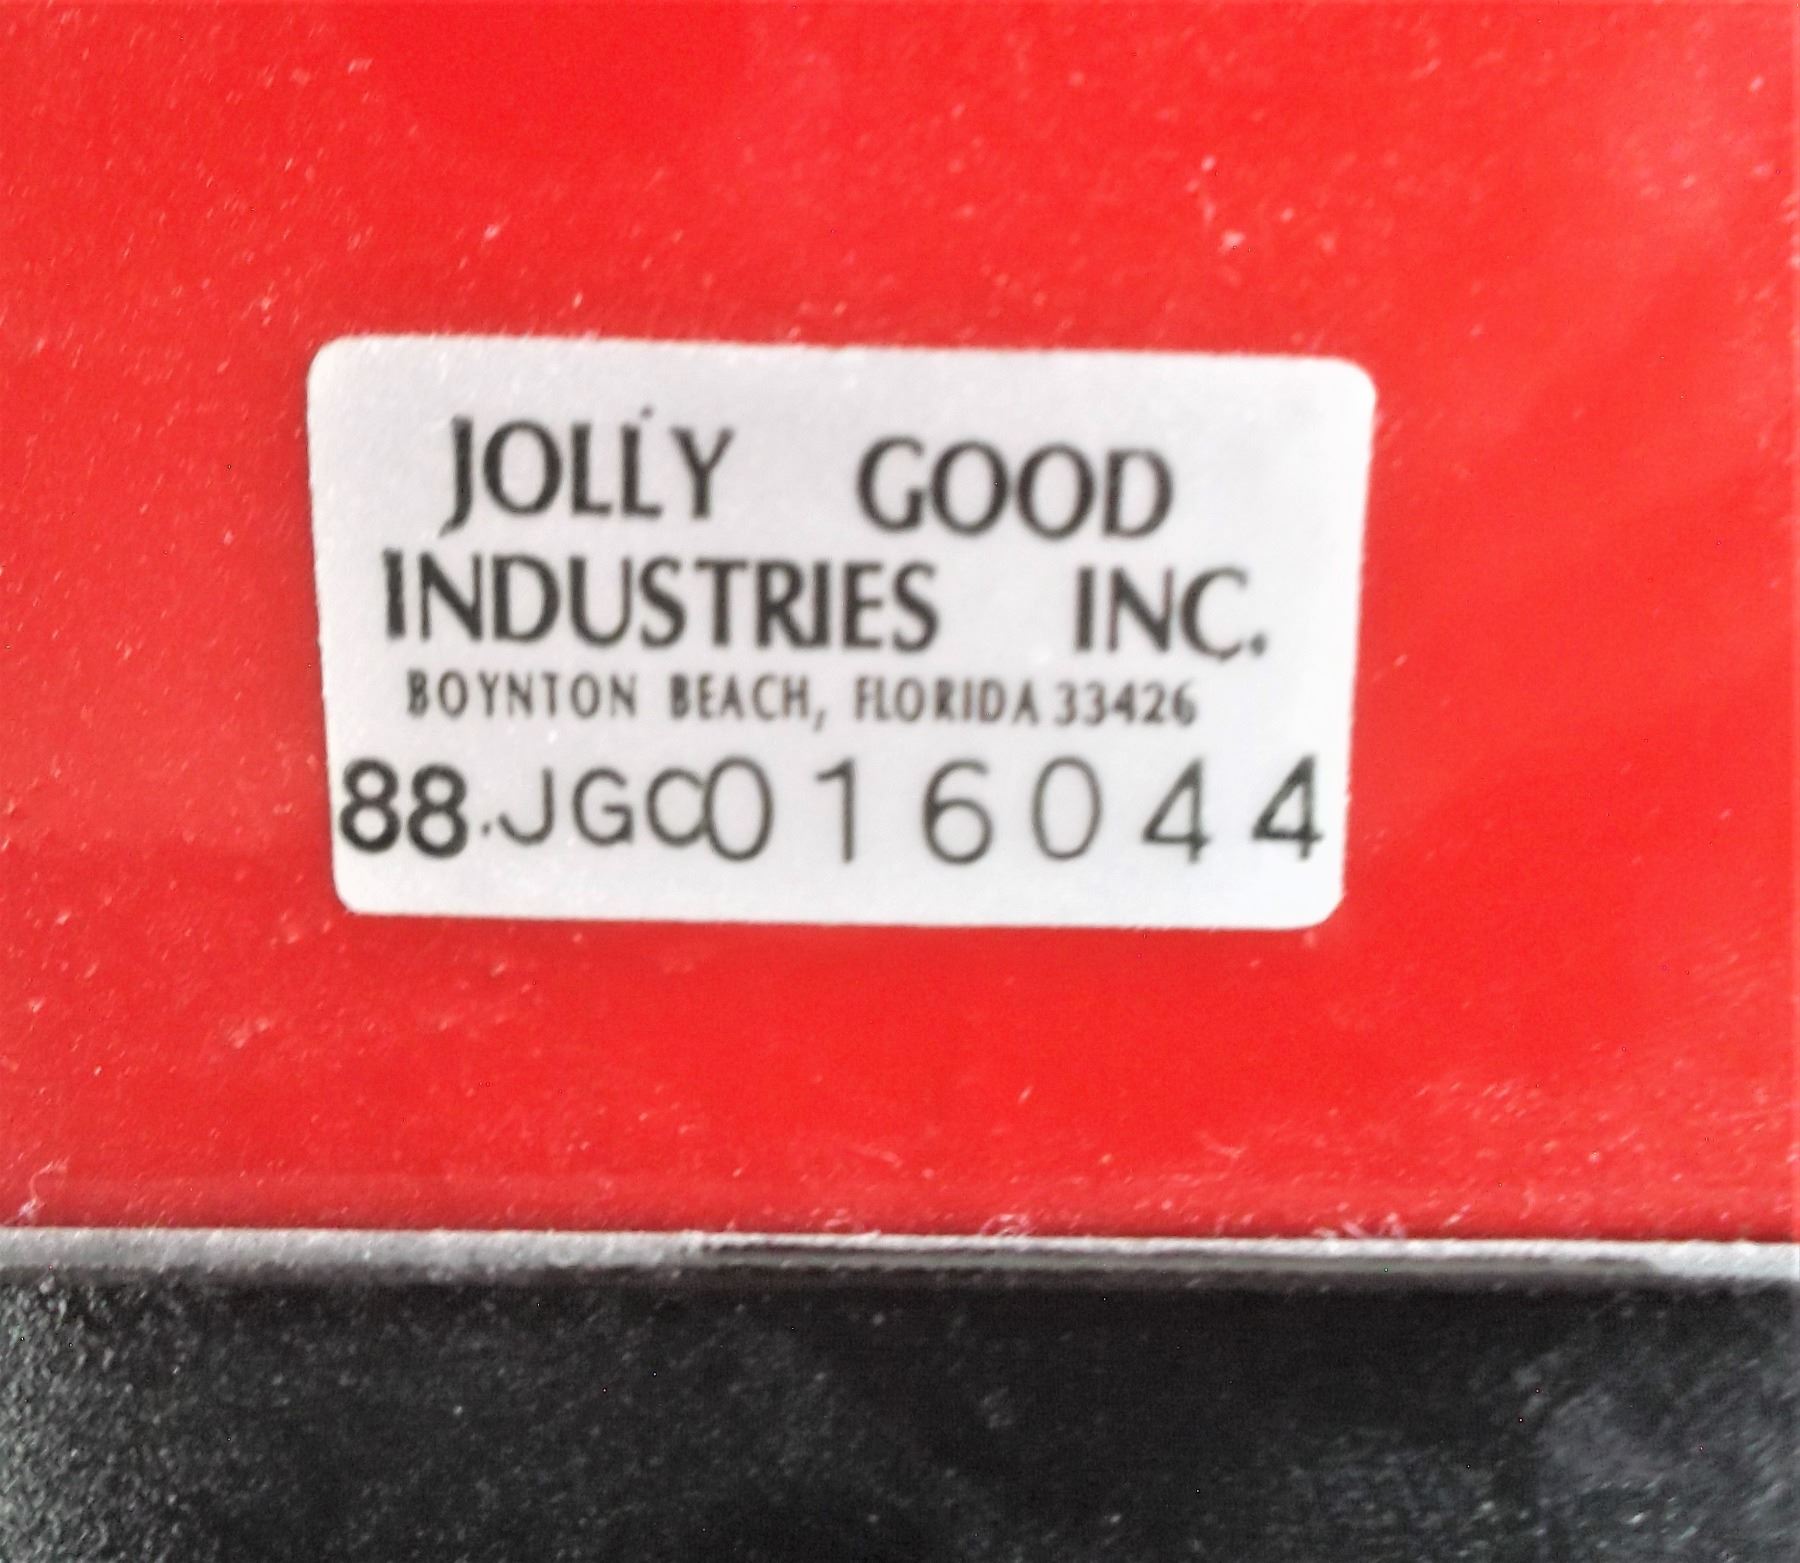 JOLLY GOOD
INDUSTRIES INC.
BOYNTON BEACH, FLORIDA 33426
88.JGC016044